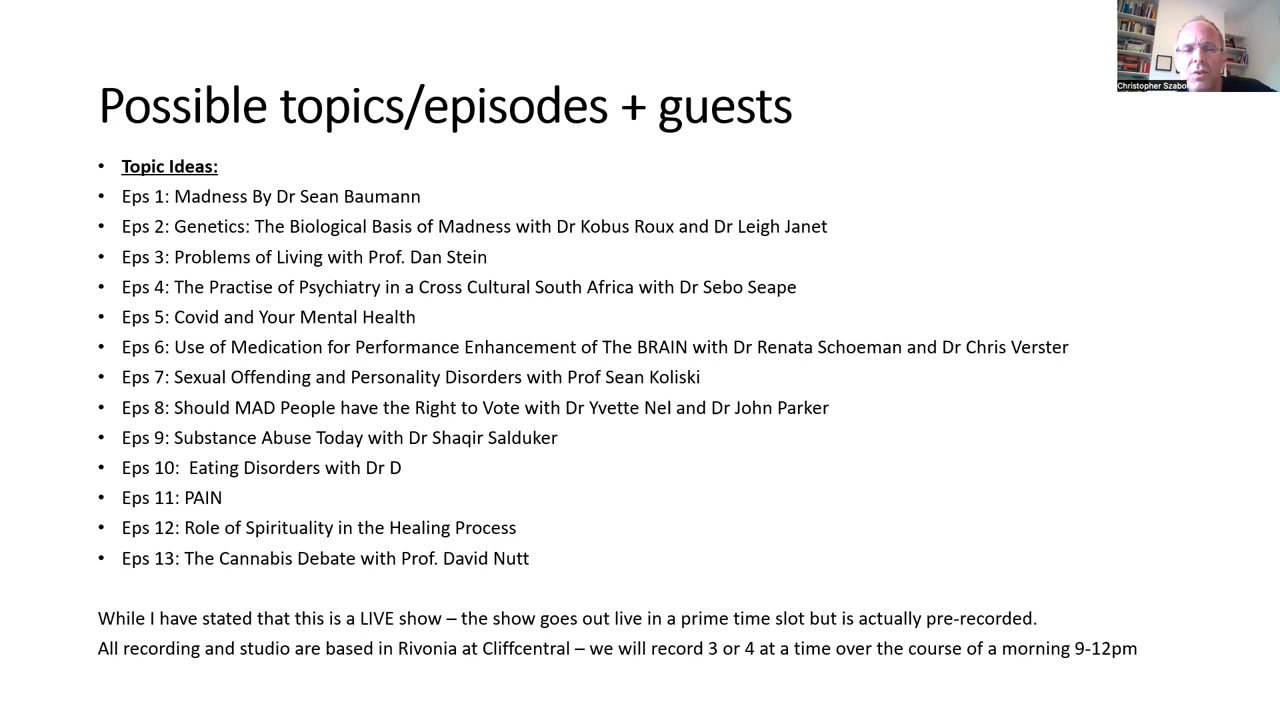 Christopher Szabo
Possible topics/episodes + guests
• Topic Ideas:
• Eps 1: Madness By Dr Sean Baumann
• Eps 2: Genetics: The Biological Basis of Madness with Dr Kobus Roux and Dr Leigh Janet
• Eps 3: Problems of Living with Prof. Dan Stein
• Eps 4: The Practise of Psychiatry in a Cross Cultural South Africa with Dr Sebo Seape
• Eps 5: Covid and Your Mental Health
• Eps 6: Use of Medication for Performance Enhancement of The BRAIN with Dr Renata Schoeman and Dr Chris Verster
• Eps 7: Sexual Offending and Personality Disorders with Prof Sean Koliski
• Eps 8: Should MAD People have the Right to Vote with Dr Yvette Nel and Dr John Parker
• Eps 9: Substance Abuse Today with Dr Shaqir Salduker
• Eps 10:  Eating Disorders with Dr D
• Eps 11: PAIN
• Eps 12: Role of Spirituality in the Healing Process
• Eps 13: The Cannabis Debate with Prof. David Nutt
While I have stated that this is a LIVE show – the show goes out live in a prime time slot but is actually pre-recorded.
All recording and studio are based in Rivonia at Cliffcentral – we will record 3 or 4 at a time over the course of a morning 9-12pm